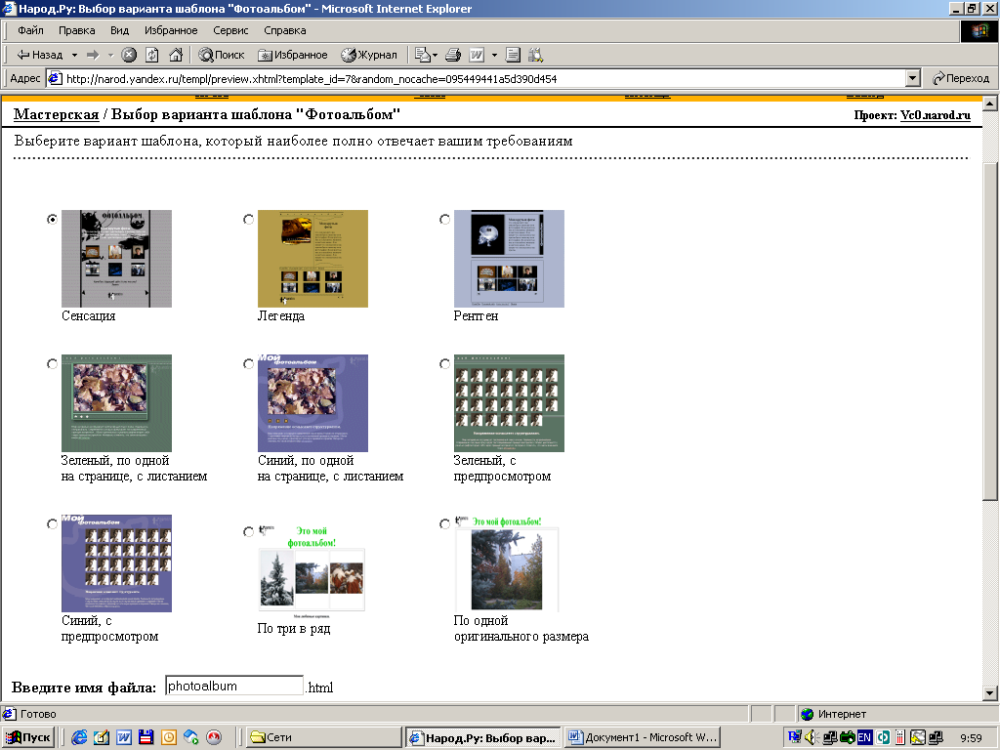 Народ.Ру: Выбор варианта шаблона "Фотоальбом" - Microsoft Internet Explorer
Файл Правка Вид Избранное Сервис Справка
Назад Поиск Избранное Журнал
Адрес http://narod.yandex.ru/templ/preview.xhtml?template_id=7&random_nocache=095449441a5d390d454 Переход
Мастерская / Выбор варианта шаблона "Фотоальбом" Проект: Vc0.narod.ru
Выберите вариант шаблона, который наиболее полно отвечает вашим требованиям
Сенсация Легенда Рентген
Мой
фотоальбом
Зеленый, по одной
на странице, с листанием
Синий, по одной
на странице, с листанием
Зеленый, с
предпросмотром
Мой
фотоальбом
Это мой
фотоальбом!
Это мой фотоальбом!
Синий, с
предпросмотром
По три в ряд
По одной
оригинального размера
Введите имя файла: photoalbum .html
Готово Интернет
Пуск Сети Народ.Ру: Выбор вар... Документ1 - Microsoft W... EN 9:59